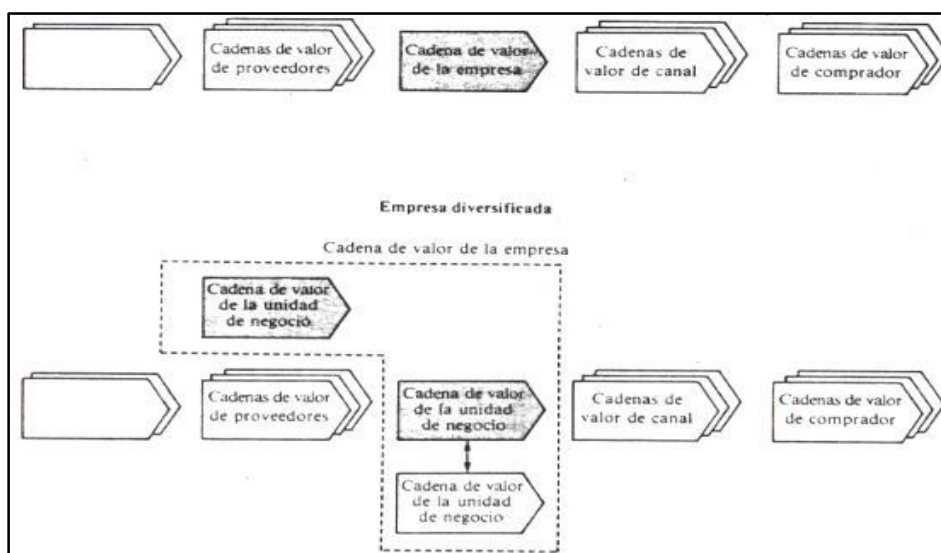 Cadenas de valor
de proveedores
Cadena de valor
de la empresa
Cadenas de
valor de canal
Cadenas de valor
de comprador
Empresa diversificada
Cadena de valor de la empresa
Cadena de valor
de la unidad
de negocio
Cadenas de valor
de proveedores
Cadena de valor
de la unidad
de negocio
Cadenas de
valor de canal
Cadenas de valor
de comprador
Cadena de valor
de la unidad
de negocio